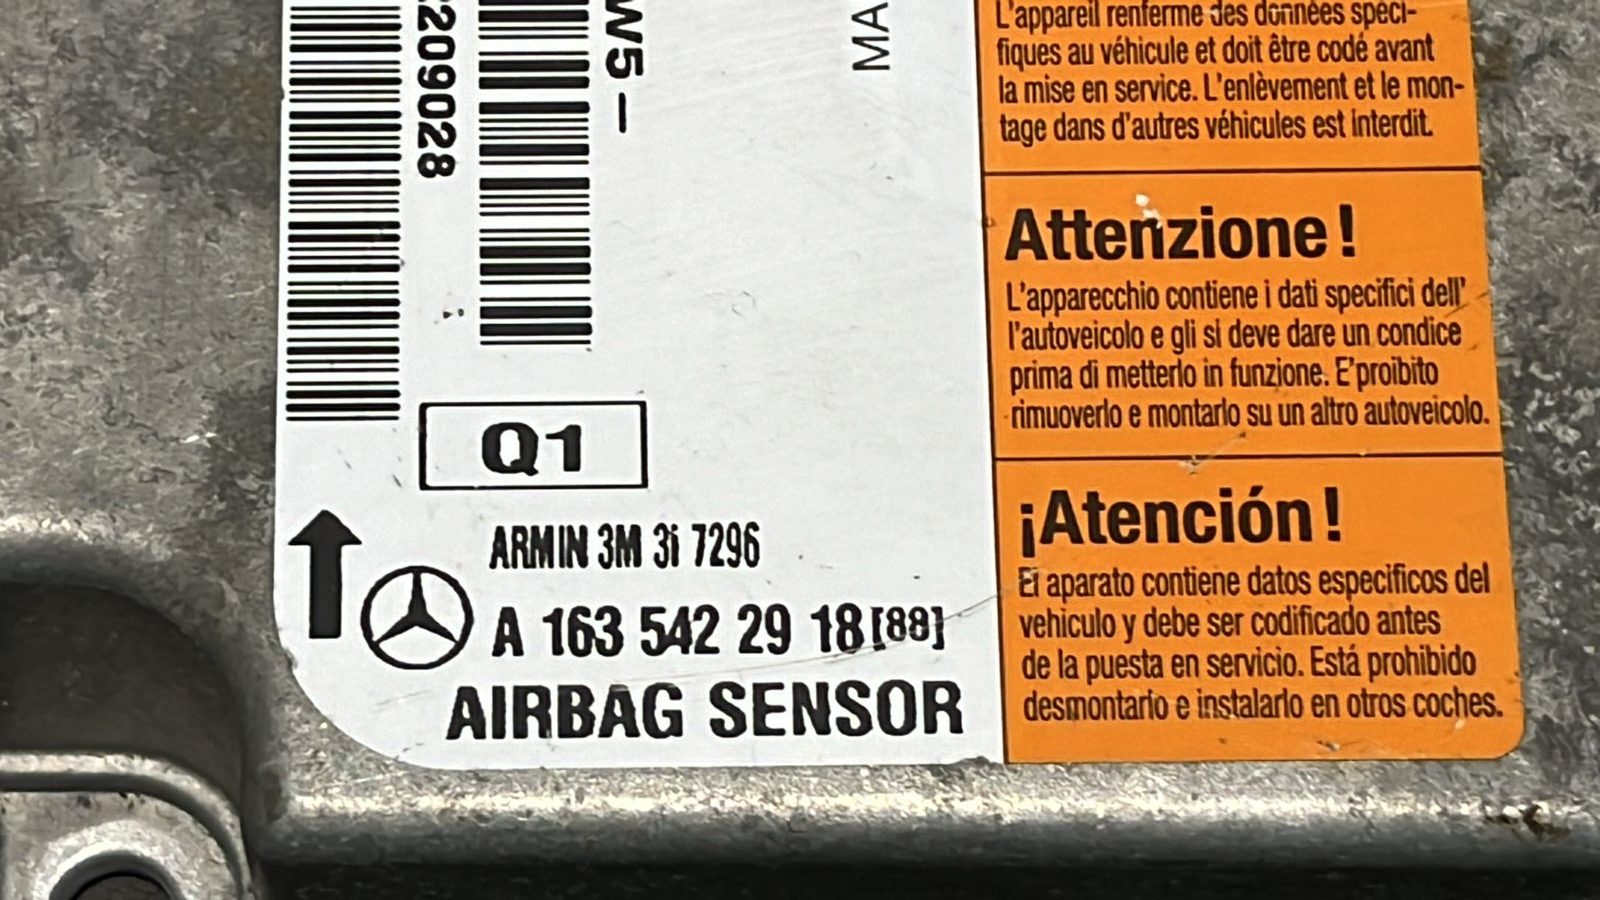 2209028
W5–
MA
L'appareil renferme des données spéci-
fiques au véhicule et doit être codé avant
la mise en service. L'enlèvement et le mon-
tage dans d'autres véhicules est interdit.
Attenzione !
L'apparecchio contiene i dati specifici dell'
l'autoveicolo e gli si deve dare un condice
prima di metterlo in funzione. E'proibito
rimuoverlo e montarlo su un altro autoveicolo.
¡Atención !
El aparato contiene datos especificos del
vehiculo y debe ser codificado antes
de la puesta en servicio. Está prohibido
desmontarlo e instalarlo en otros coches.
Q1
ARMIN 3M 3i 7296
A 163 542 29 18 [88]
AIRBAG SENSOR